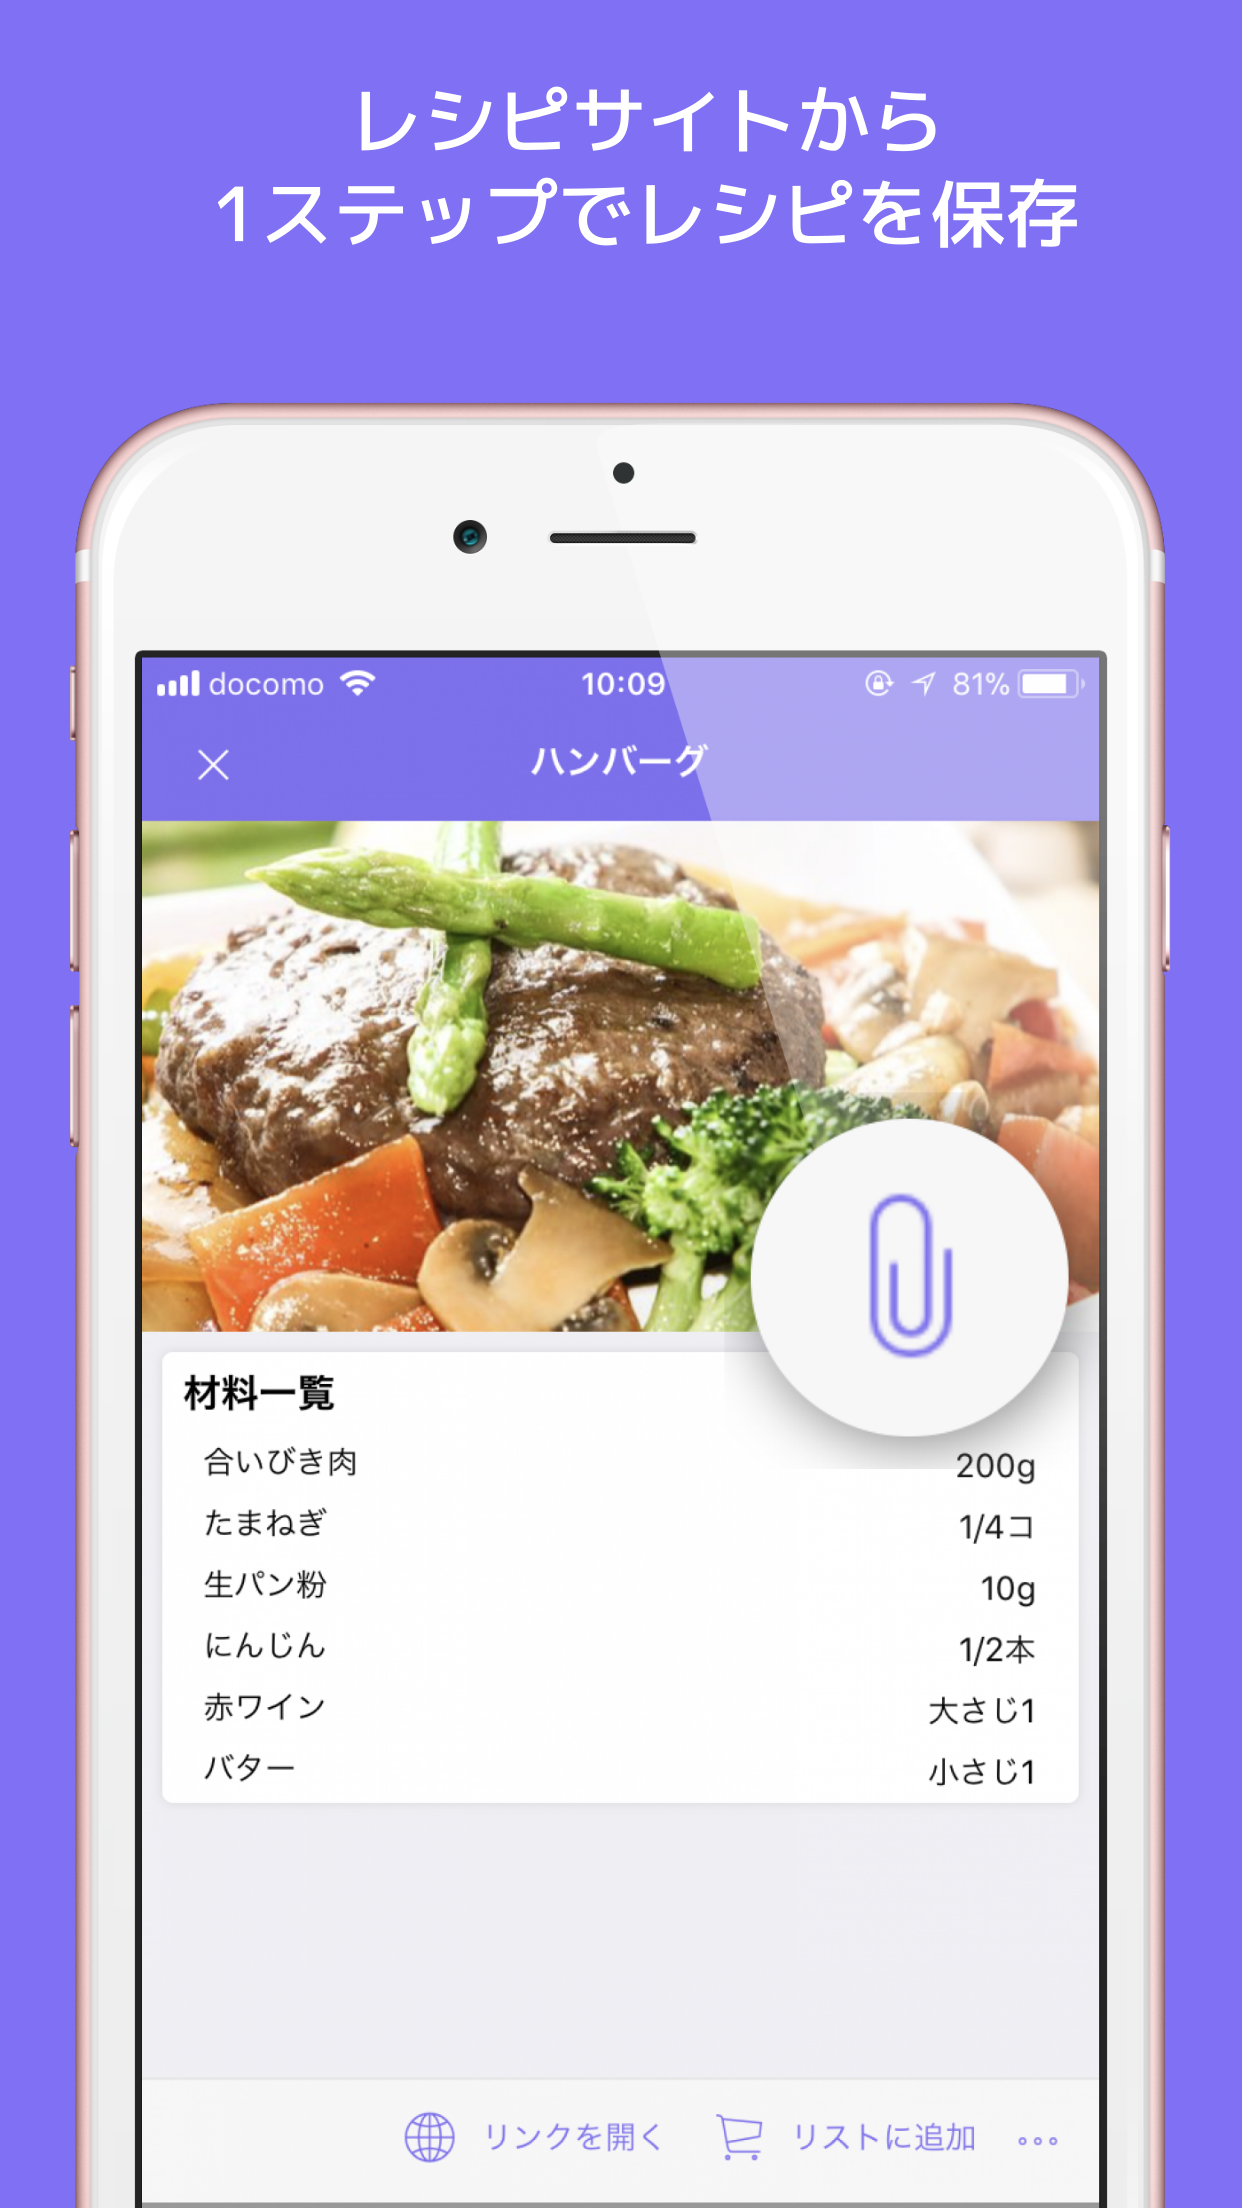 レシピサイトから
1ステップでレシピを保存
docomo 10:09 81%
ハンバーグ
材料一覧
合いびき肉 200g
たまねぎ 1/4コ
生パン粉 10g
にんじん 1/2本
赤ワイン 大さじ1
バター 小さじ1
リンクを開く リストに追加